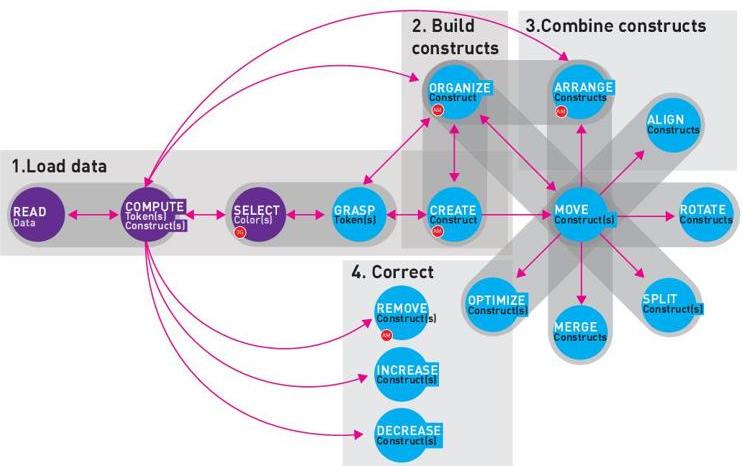 2. Build
constructs
3.Combine constructs
ORGANIZE
Construct
AM
ARRANGE
Constructs
AM
ALIGN
Constructs
1.Load data
READ
Data
COMPUTE
Token(s)
Construct(s)
SELECT
Color(s)
TG
GRASP
Token(s)
CREATE
Construct
AM
MOVE
Construct(s)
ROTATE
Constructs
4. Correct
REMOVE
Construct(s)
AM
INCREASE
Construct(s)
DECREASE
Construct(s)
OPTIMIZE
Construct(s)
MERGE
Constructs
SPLIT
Construct(s)